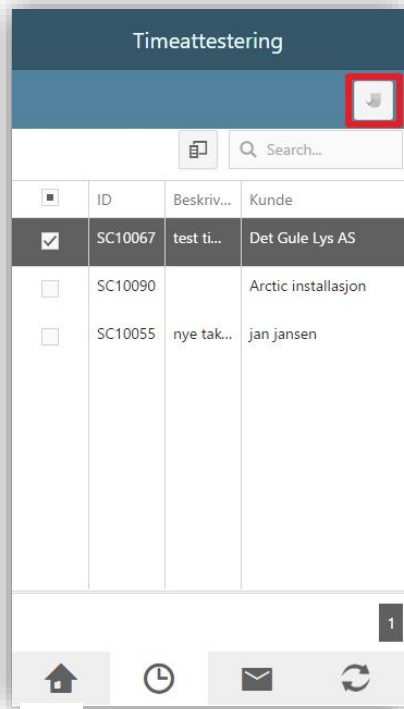 Timeattestering
Search...
ID Beskriv... Kunde
SC10067 test ti... Det Gule Lys AS
SC10090 Arctic installasjon
SC10055 nye tak... jan jansen
1